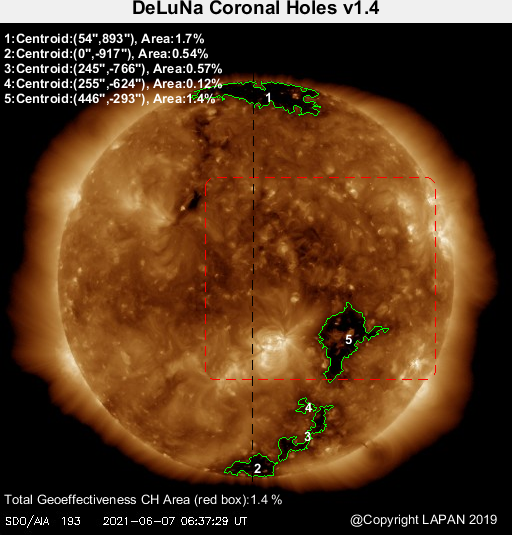 DeLuNa Coronal Holes v1.4
1:Centroid:(54",893"), Area:1.7%
2:Centroid:(0",-917"), Area:0.54%
3:Centroid:(245",-766"), Area:0.57%
4:Centroid:(255",-624"), Area:0.12%
5:Centroid:(446",-293"), Area:1.4%
1
5
4
3
2
Total Geoeffectiveness CH Area (red box):1.4 %
SDO/AIA 193 2021-06-07 06:37:29 UT
@Copyright LAPAN 2019